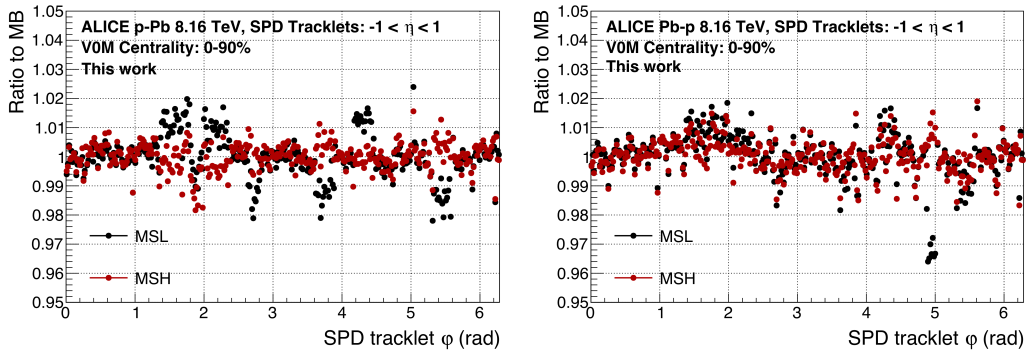 Ratio to MB
1.05
1.04
1.03
1.02
1.01
1
0.99
0.98
0.97
0.96
0.95
ALICE p-Pb 8.16 TeV, SPD Tracklets: -1 < η < 1
V0M Centrality: 0-90%
This work
MSL
MSH
0 1 2 3 4 5 6
SPD tracklet φ (rad)
Ratio to MB
1.05
1.04
1.03
1.02
1.01
1
0.99
0.98
0.97
0.96
0.95
ALICE Pb-p 8.16 TeV, SPD Tracklets: -1 < η < 1
V0M Centrality: 0-90%
This work
MSL
MSH
0 1 2 3 4 5 6
SPD tracklet φ (rad)